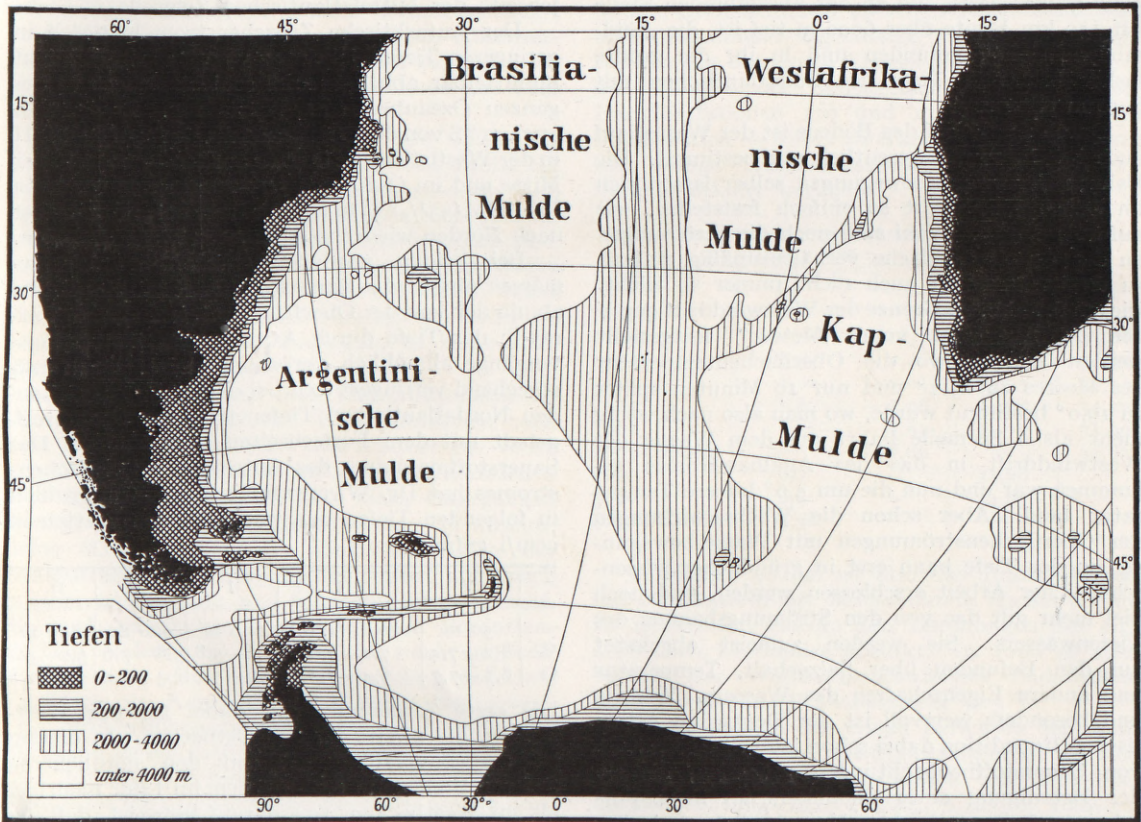 60° 45° 30° 15° 0° 15°
Brasilia-
nische
Mulde
Westafrika-
nische
Mulde
15°
15°
30°
30°
Argentini-
sche
Mulde
Kap-
Mulde
45°
45°
Tiefen
0-200
200-2000
2000-4000
unter 4000 m
90° 60° 30° 0° 30° 60°